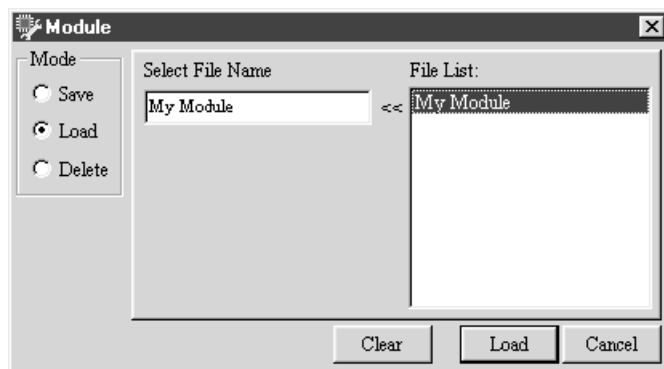 Module
Mode
Save
Load
Delete
Select File Name
My Module
<<
File List:
My Module
Clear
Load
Cancel